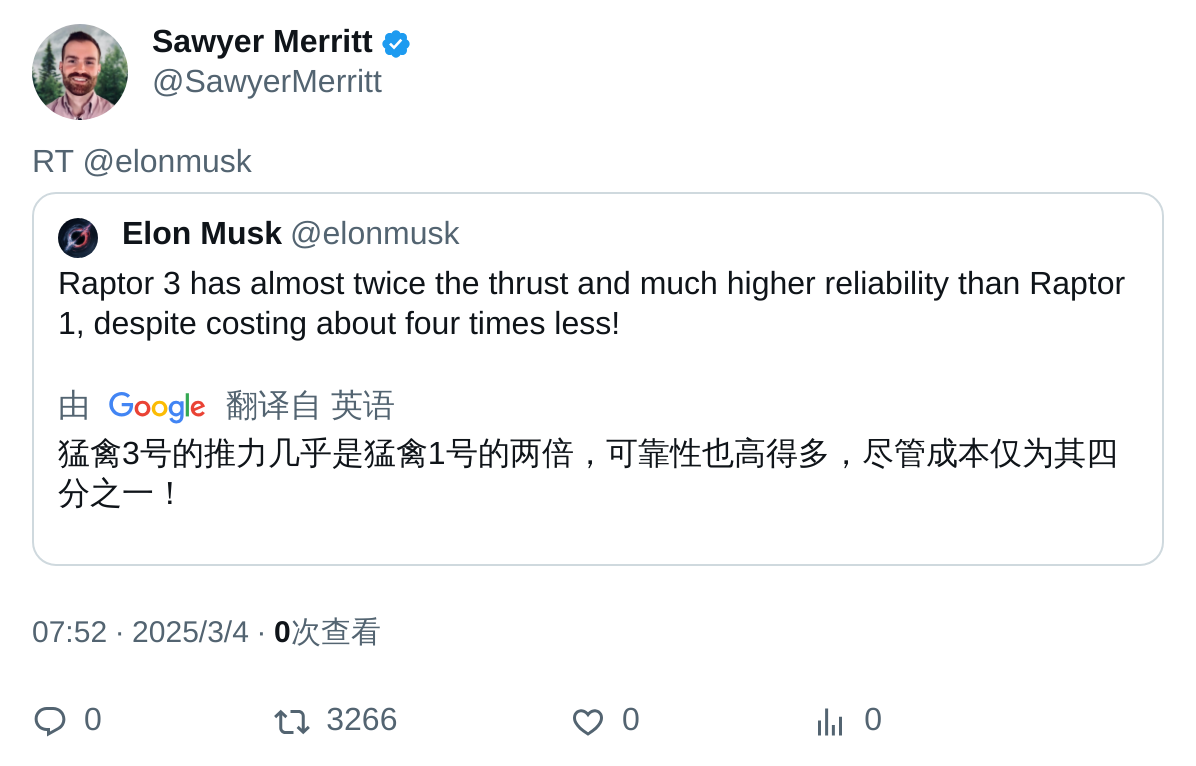 Sawyer Merritt
@SawyerMerritt
RT @elonmusk
Elon Musk @elonmusk
Raptor 3 has almost twice the thrust and much higher reliability than Raptor
1, despite costing about four times less!
由 Google 翻译自 英语
猛禽3号的推力几乎是猛禽1号的两倍，可靠性也高得多，尽管成本仅为其四
分之一！
07:52 · 2025/3/4 · 0次查看
0 3266 0 0